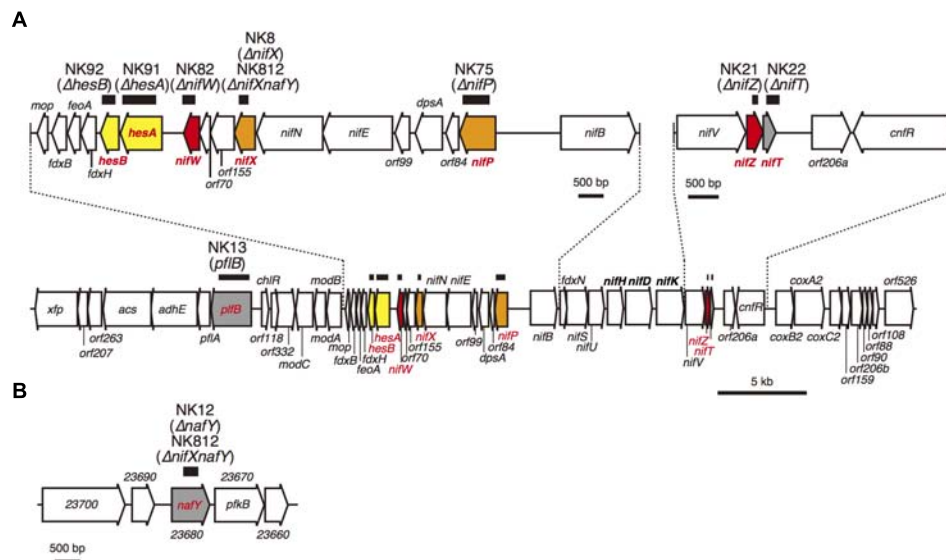 A
NK8
(ΔnifX)
NK92 NK91 NK82 NK812 NK75 NK21 NK22
(ΔhesB) (ΔhesA) (ΔnifW) (ΔnifXnafY) (ΔnifP) (ΔnifZ) (ΔnifT)
mop feoA dpsA
hesA nifN nifE nifB nifV cnfR
fdxB fdxH hesB nifW orf70 orf155 nifX orf99 orf84 nifP nifZ nifT orf206a
500 bp 500 bp
NK13
(pflB)
chlR modB nifN nifE fdxN nifH nifD nifK coxA2 orf526
xfp acs adhE plfB cnfR
orf263 pflA orf118 modA hesA nifX nifP nifZ orf206a coxB2 coxC2 orf108
orf207 orf332 mop hesB orf155 orf99 orf84 nifB nifS nifV nifT orf88
modC fdxB fdxH nifW orf70 dpsA nifU orf90
feoA orf206b
orf159
5 kb
B
NK12
(ΔnafY)
NK812
(ΔnifXnafY)
23690 23670
23700 nafY pfkB
23680 23660
500 bp